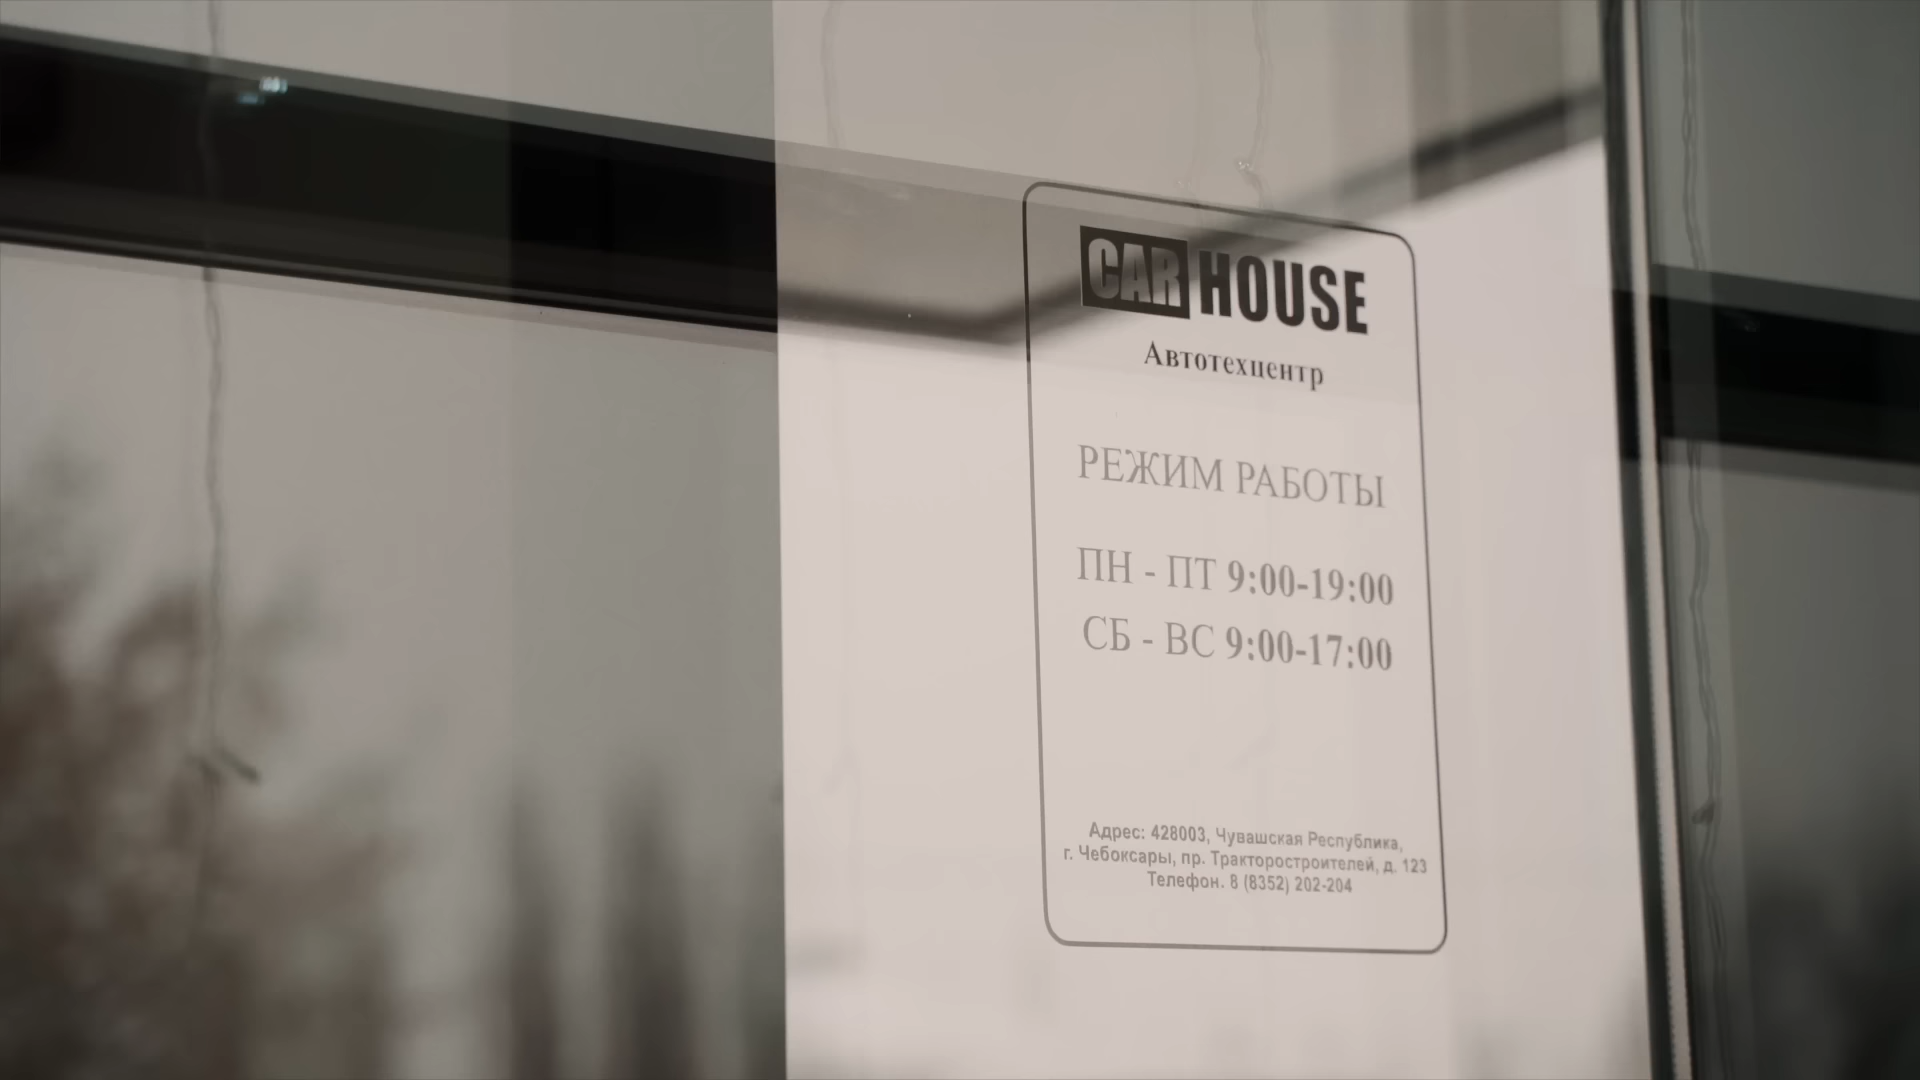 CAR HOUSE
Автотехцентр
РЕЖИМ РАБОТЫ
ПН - ПТ 9:00-19:00
СБ - ВС 9:00-17:00
Адрес: 428003, Чувашская Республика,
г. Чебоксары, пр. Тракторостроителей, д. 123
Телефон. 8 (8352) 202-204